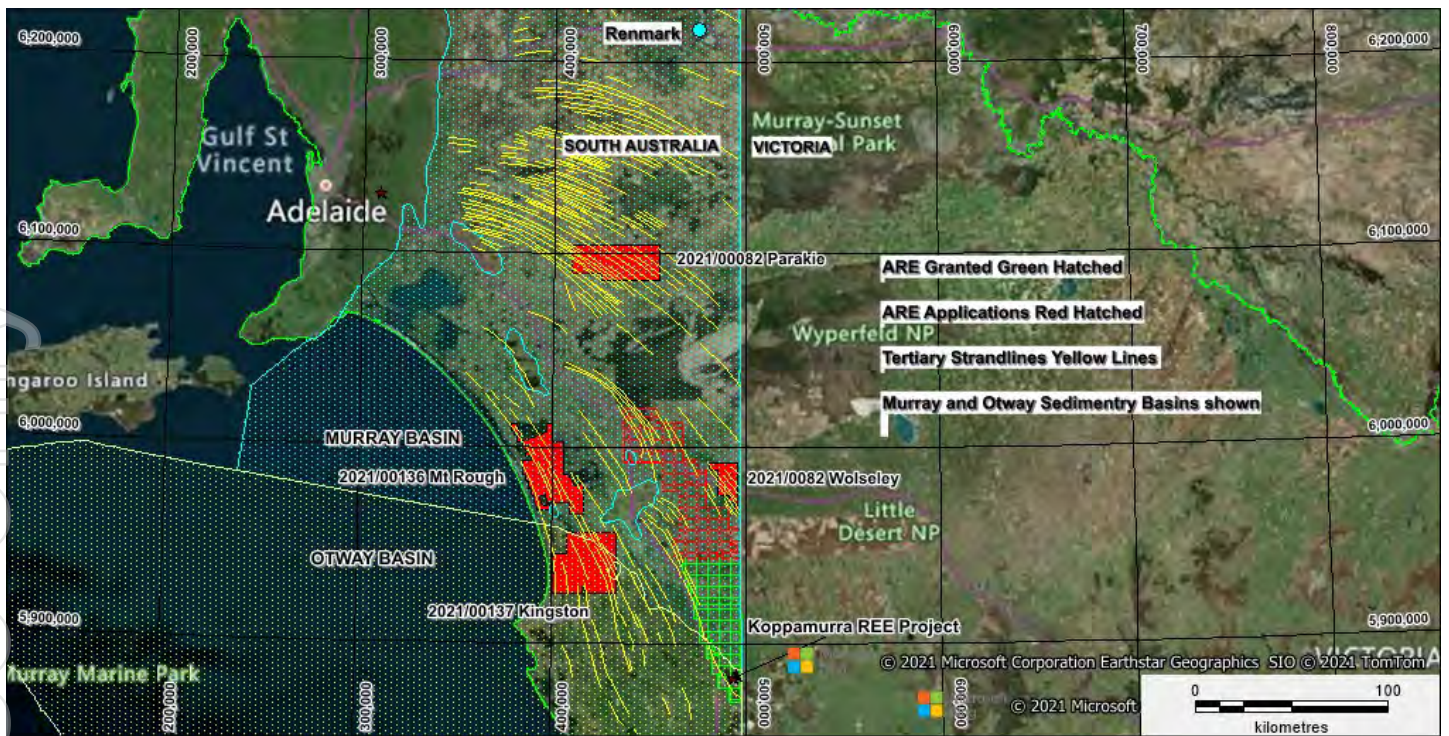 Renmark
6,200,000
6,200,000
200,000
300,000
400,000
500,000
600,000
700,000
800,000
Gulf St
Vincent
SOUTH AUSTRALIA
VICTORIA
Murray-Sunset
al Park
Adelaide
6,100,000
6,100,000
2021/00082 Parakie
ARE Granted Green Hatched
ARE Applications Red Hatched
Wyperfeld NP
Tertiary Strandlines Yellow Lines
ngaroo Island
Murray and Otway Sedimentry Basins shown
6,000,000
6,000,000
MURRAY BASIN
2021/00136 Mt Rough
2021/0082 Wolseley
Little
Desert NP
OTWAY BASIN
2021/00137 Kingston
5,900,000
5,900,000
Koppamurra REE Project
VICTORIA
Murray Marine Park
© 2021 Microsoft Corporation Earthstar Geographics SIO © 2021 TomTom
© 2021 Microsoft
200,000
300,000
400,000
500,000
600,000
0 100
kilometres